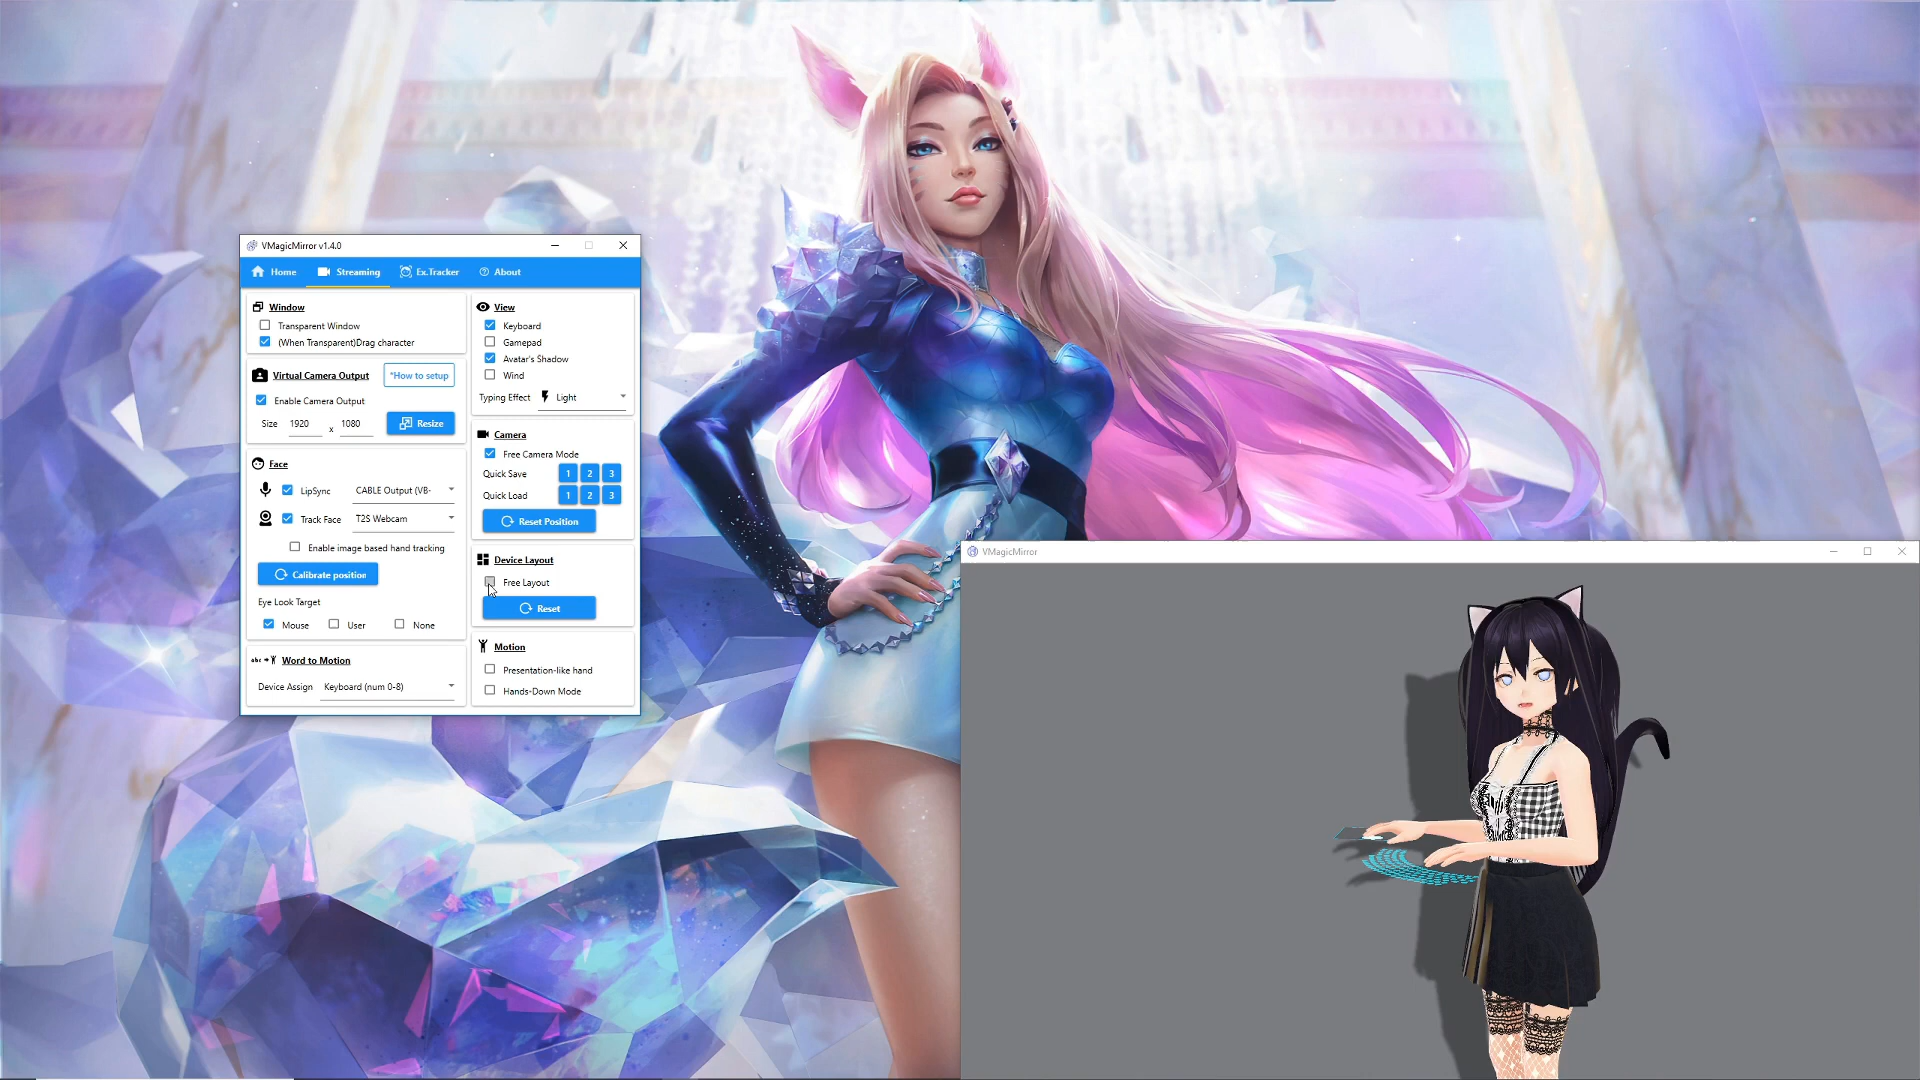 VMagicMirror v1.4.0
Home
Streaming
Ex.Tracker
About
Window
Transparent Window
(When Transparent)Drag character
Virtual Camera Output
*How to setup
Enable Camera Output
Size 1920 x 1080
Resize
Face
LipSync
CABLE Output (VB-
Track Face
T2S Webcam
Enable image based hand tracking
Calibrate position
Eye Look Target
Mouse
User
None
abc
Word to Motion
Device Assign
Keyboard (num 0-8)
View
Keyboard
Gamepad
Avatar's Shadow
Wind
Typing Effect
Light
Camera
Free Camera Mode
Quick Save 1 2 3
Quick Load 1 2 3
Reset Position
Device Layout
Free Layout
Reset
Motion
Presentation-like hand
Hands-Down Mode
VMagicMirror